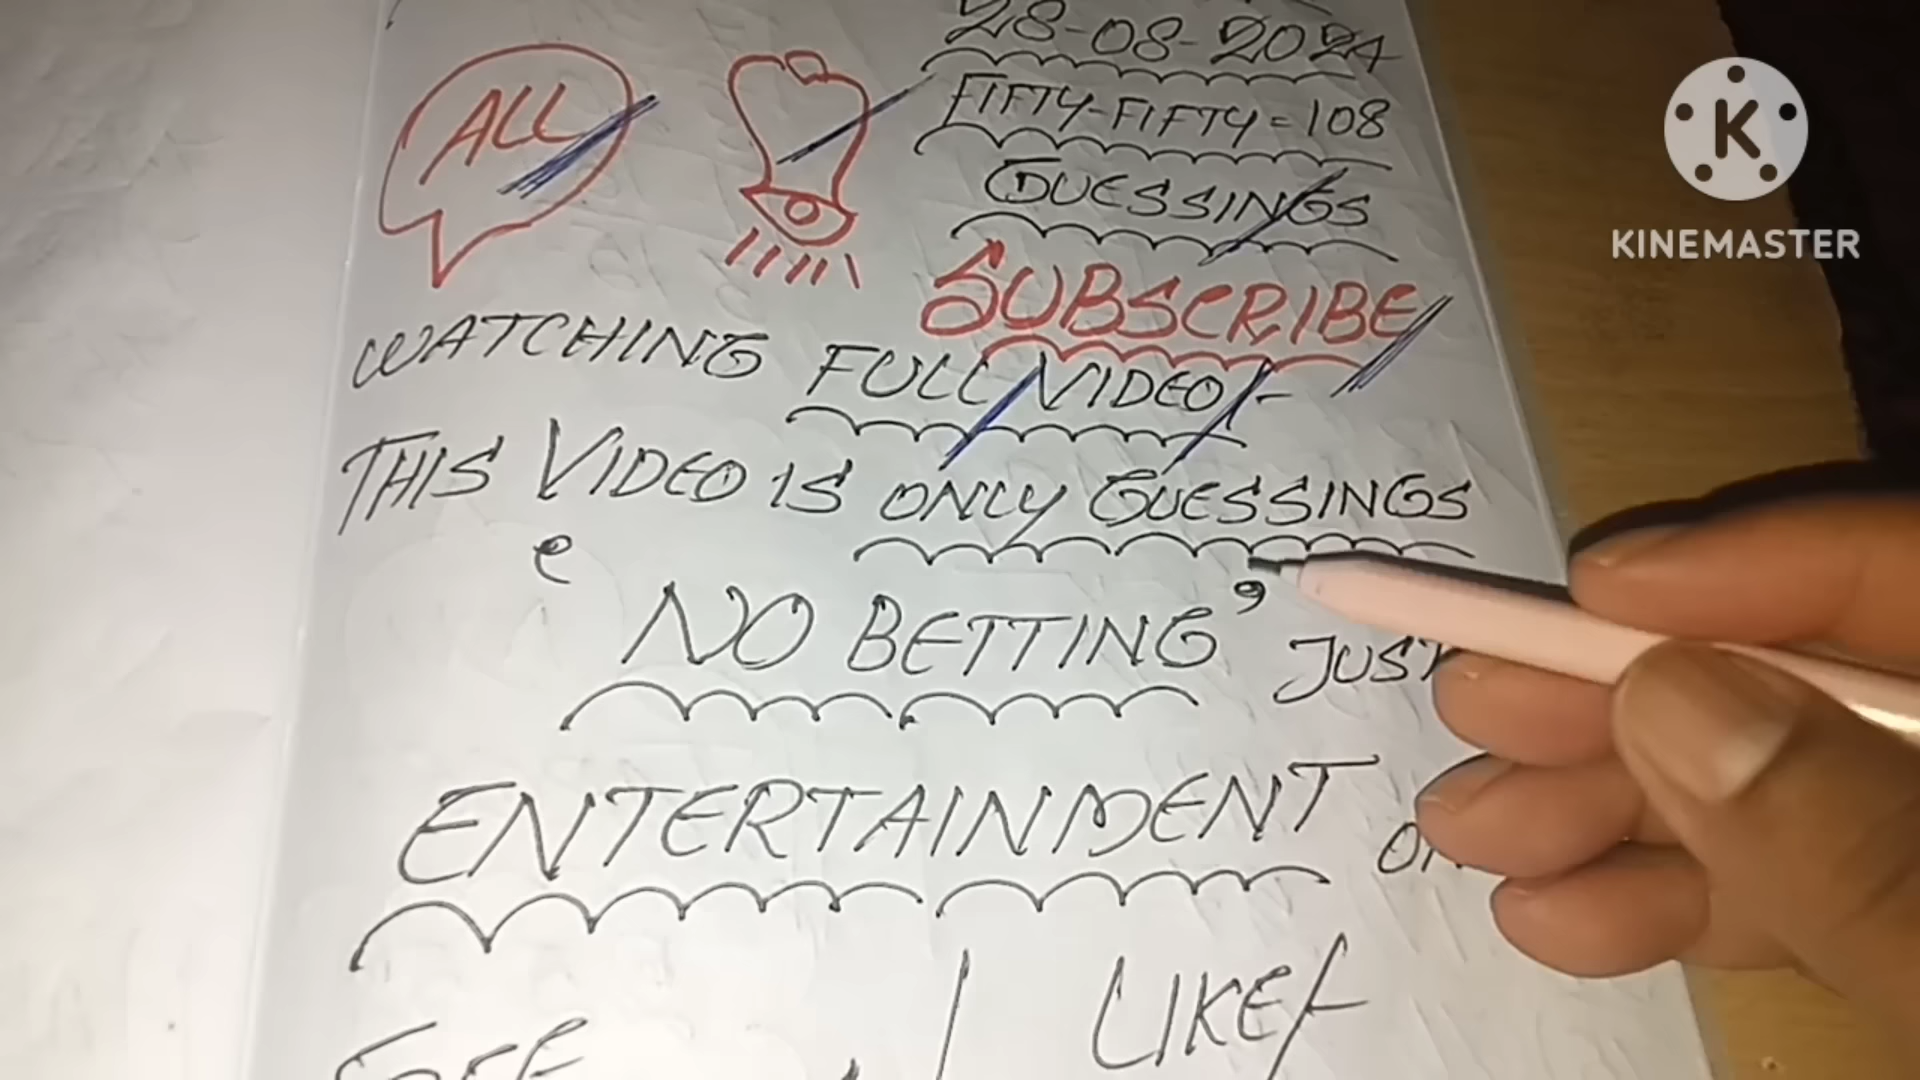 28-08-2024
FIFTY-FIFTY=108
GUESSINGS
ALL
SUBSCRIBE
WATCHING FULL VIDEO/-
THIS VIDEO IS ONLY GUESSINGS
"NO BETTING" JUST
ENTERTAINMENT
LIKE/
K
KINEMASTER